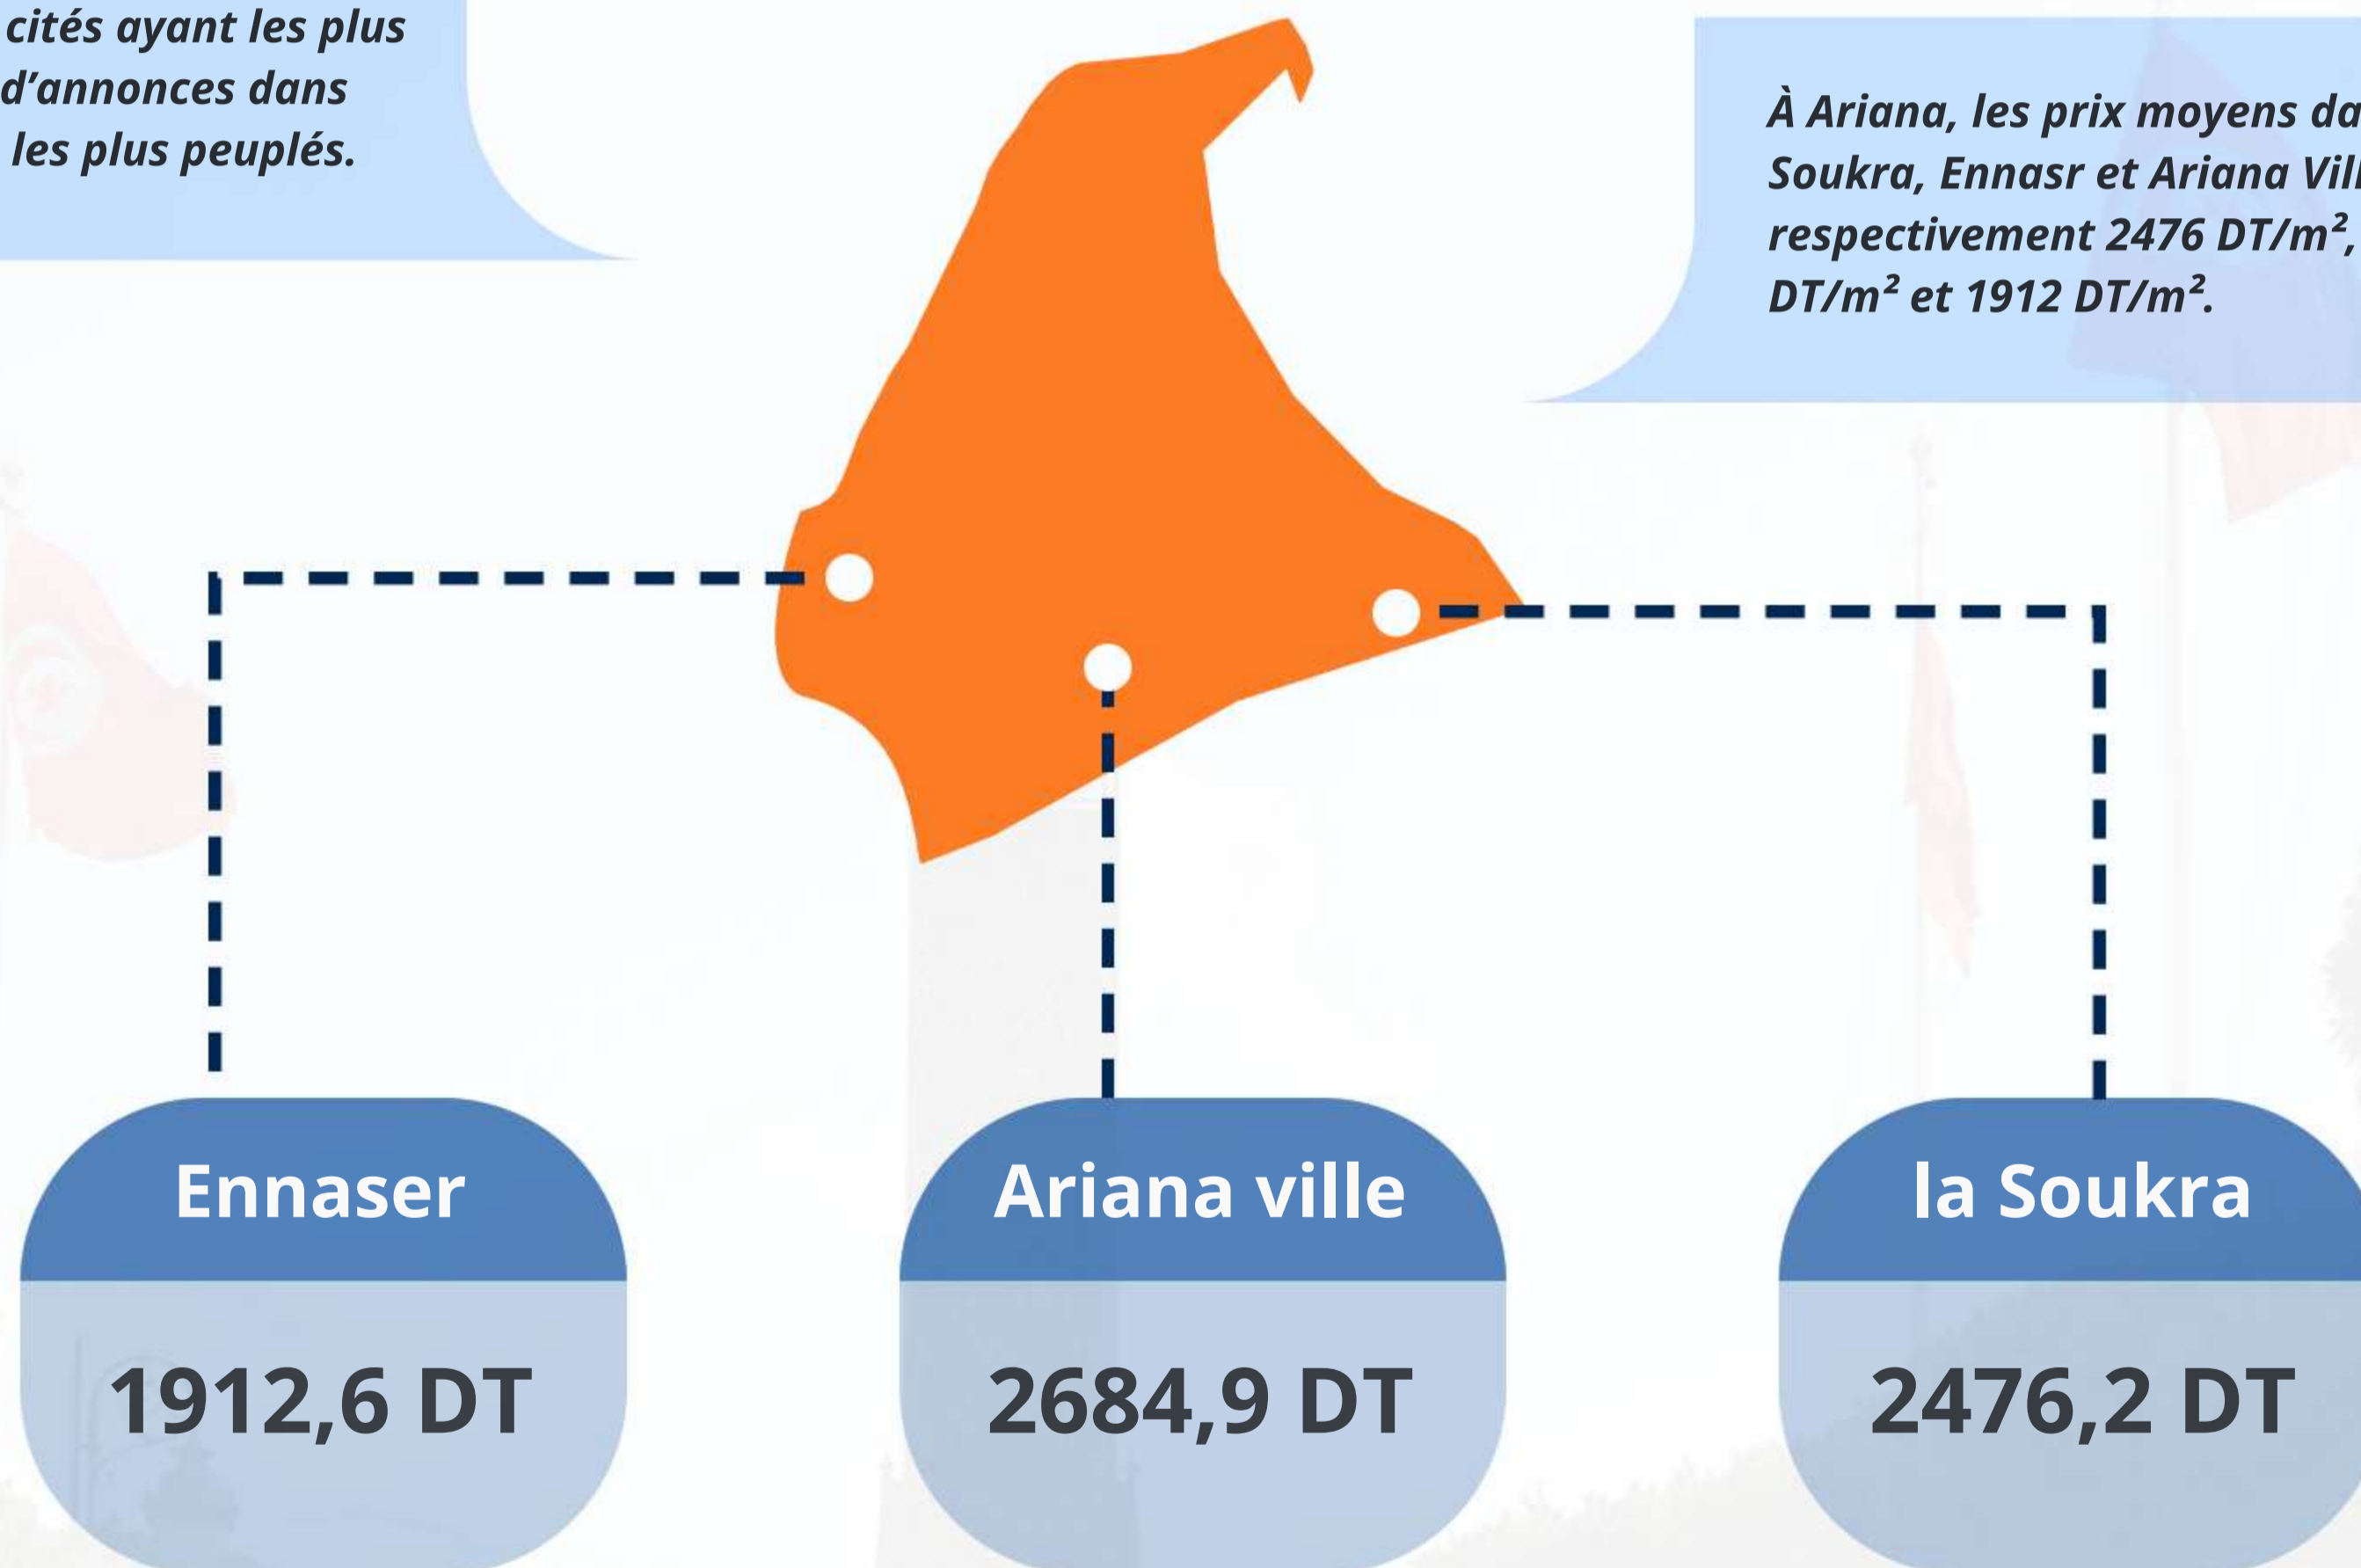 cités ayant les plus
d'annonces dans
les plus peuplés.
À Ariana, les prix moyens
Soukra, Ennasr et Ariana
respectivement 2476 DT/m²,
DT/m² et 1912 DT/m².
Ennaser
Ariana ville
la Soukra
1912,6 DT
2684,9 DT
2476,2 DT